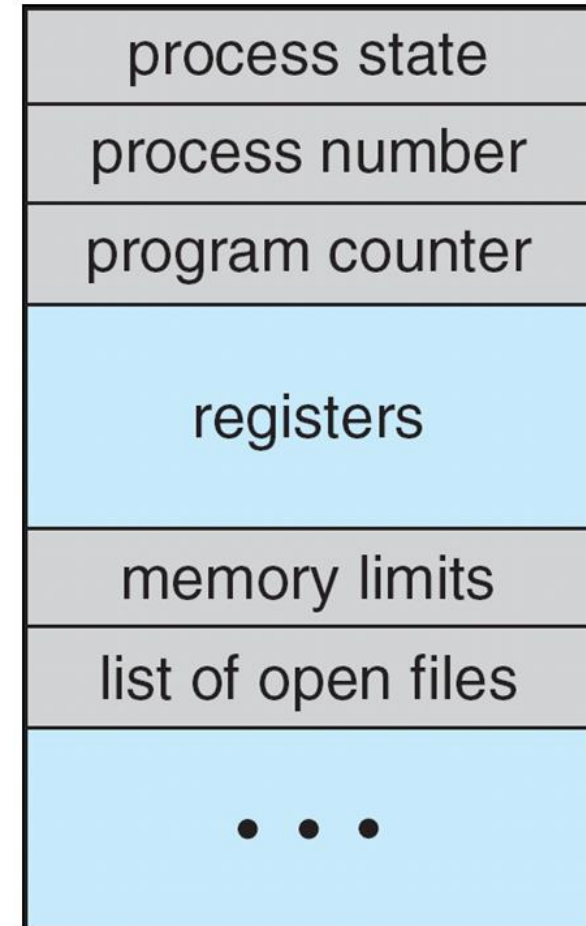 process state
process number
program counter
registers
memory limits
list of open files
• • •